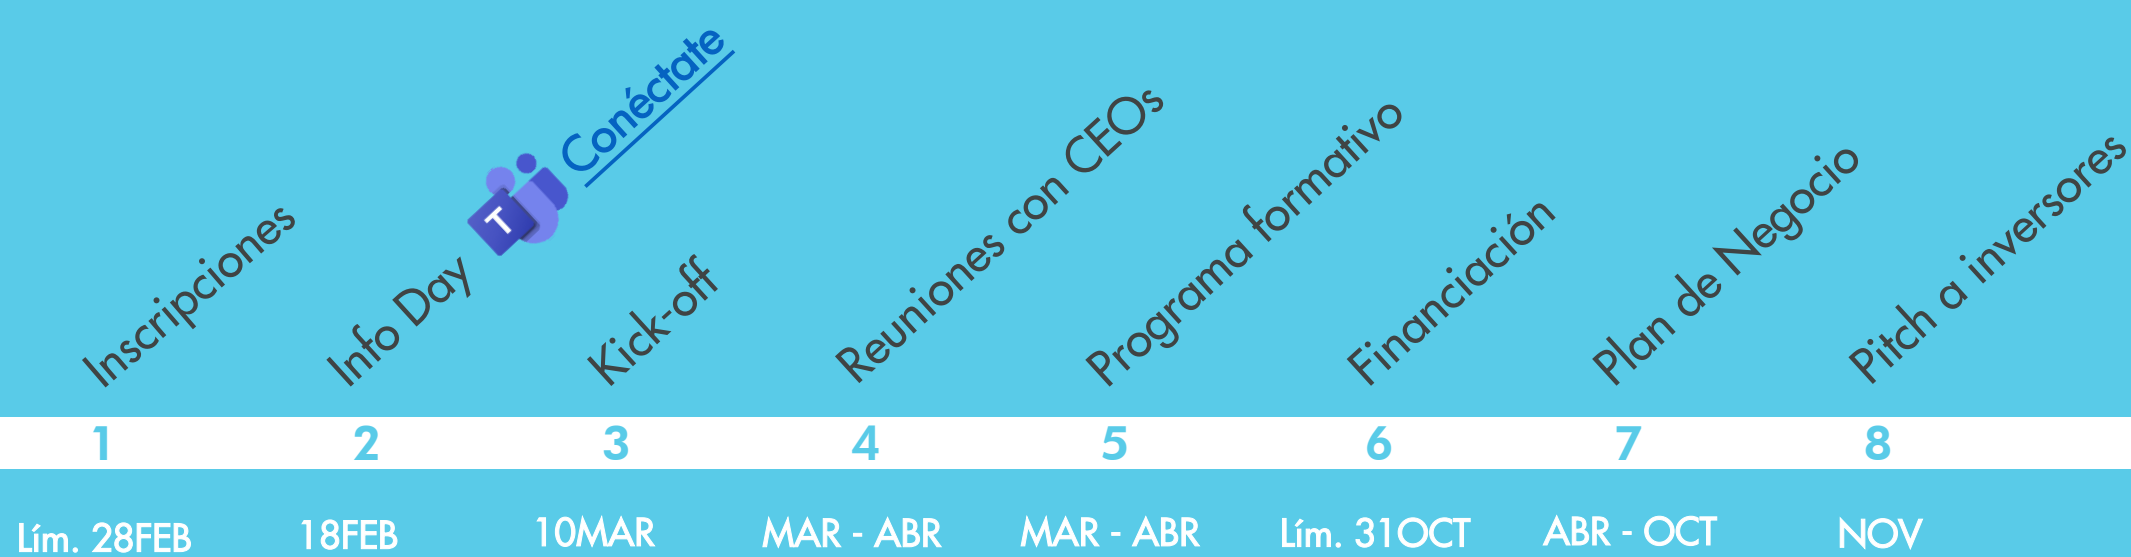 Inscripciones
Info Day
T
Conéctate
Kick-off
Reuniones con CEOs
Programa formativo
Financiación
Plan de Negocio
Pitch a inversores
1
2
3
4
5
6
7
8
Lím. 28FEB
18FEB
10MAR
MAR - ABR
MAR - ABR
Lím. 31OCT
ABR - OCT
NOV